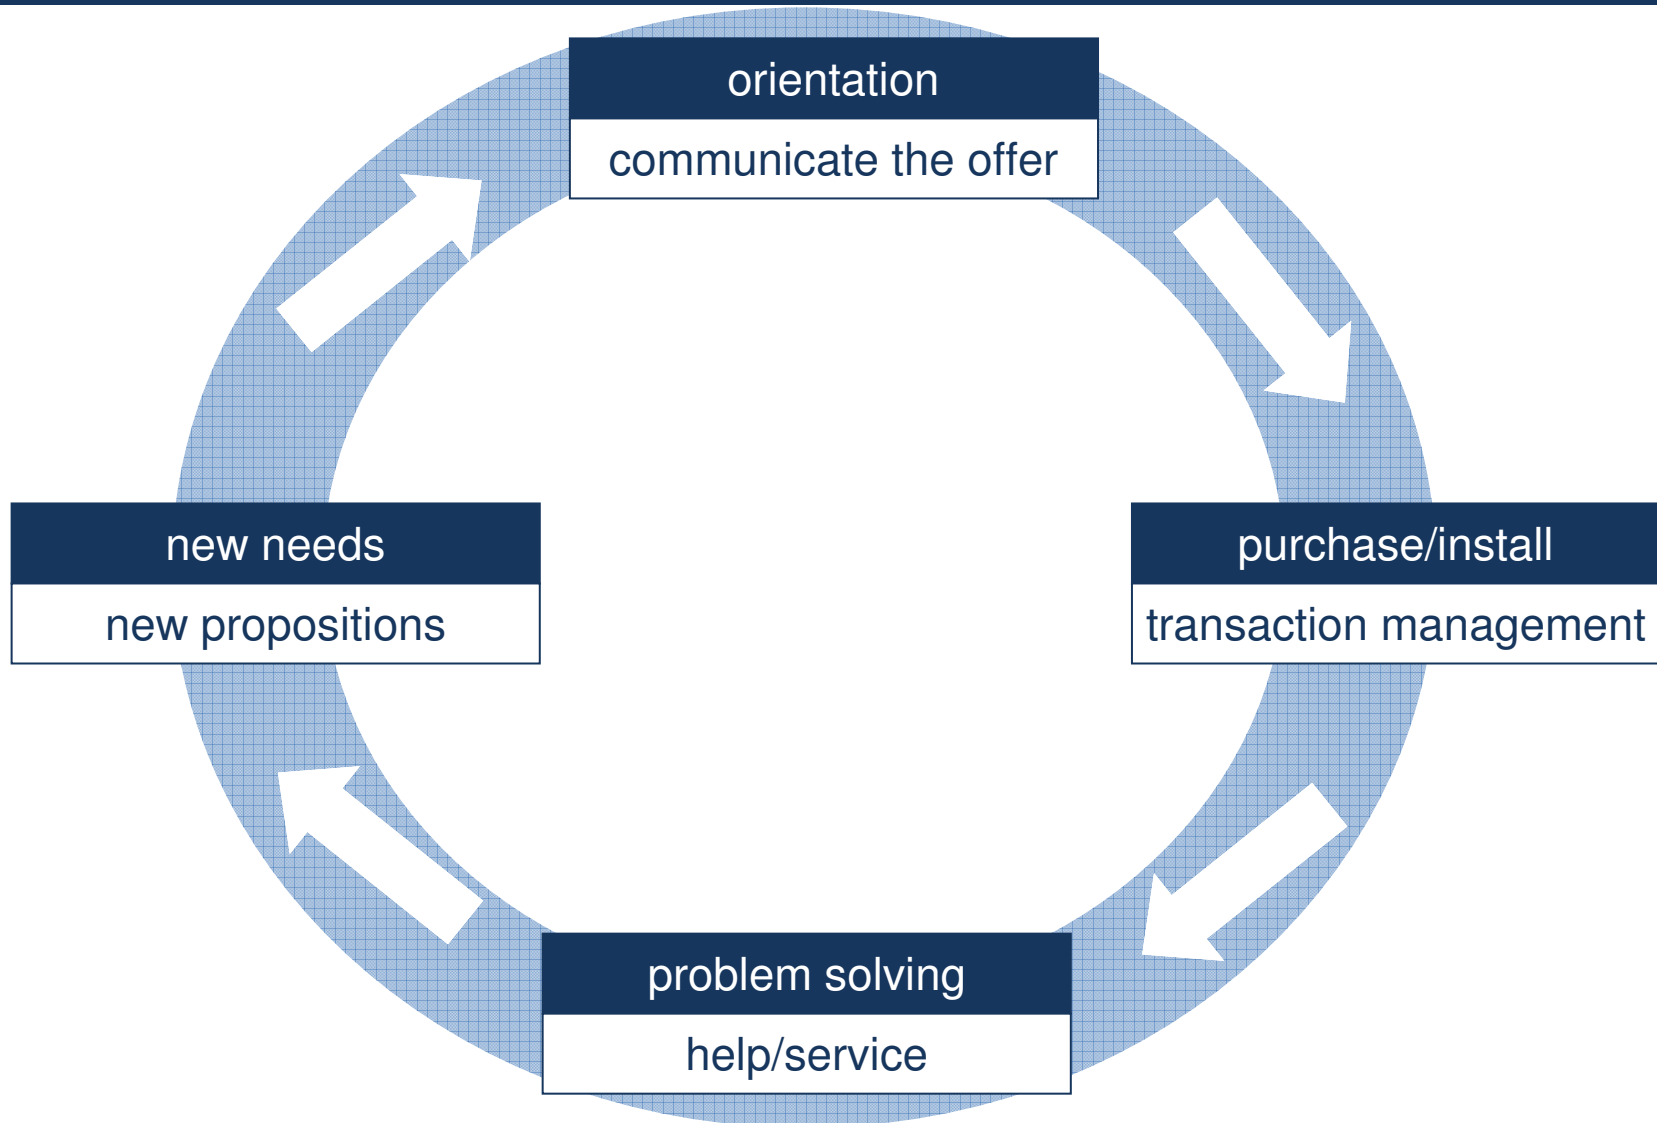 orientation
communicate the offer
new needs
new propositions
purchase/install
transaction management
problem solving
help/service